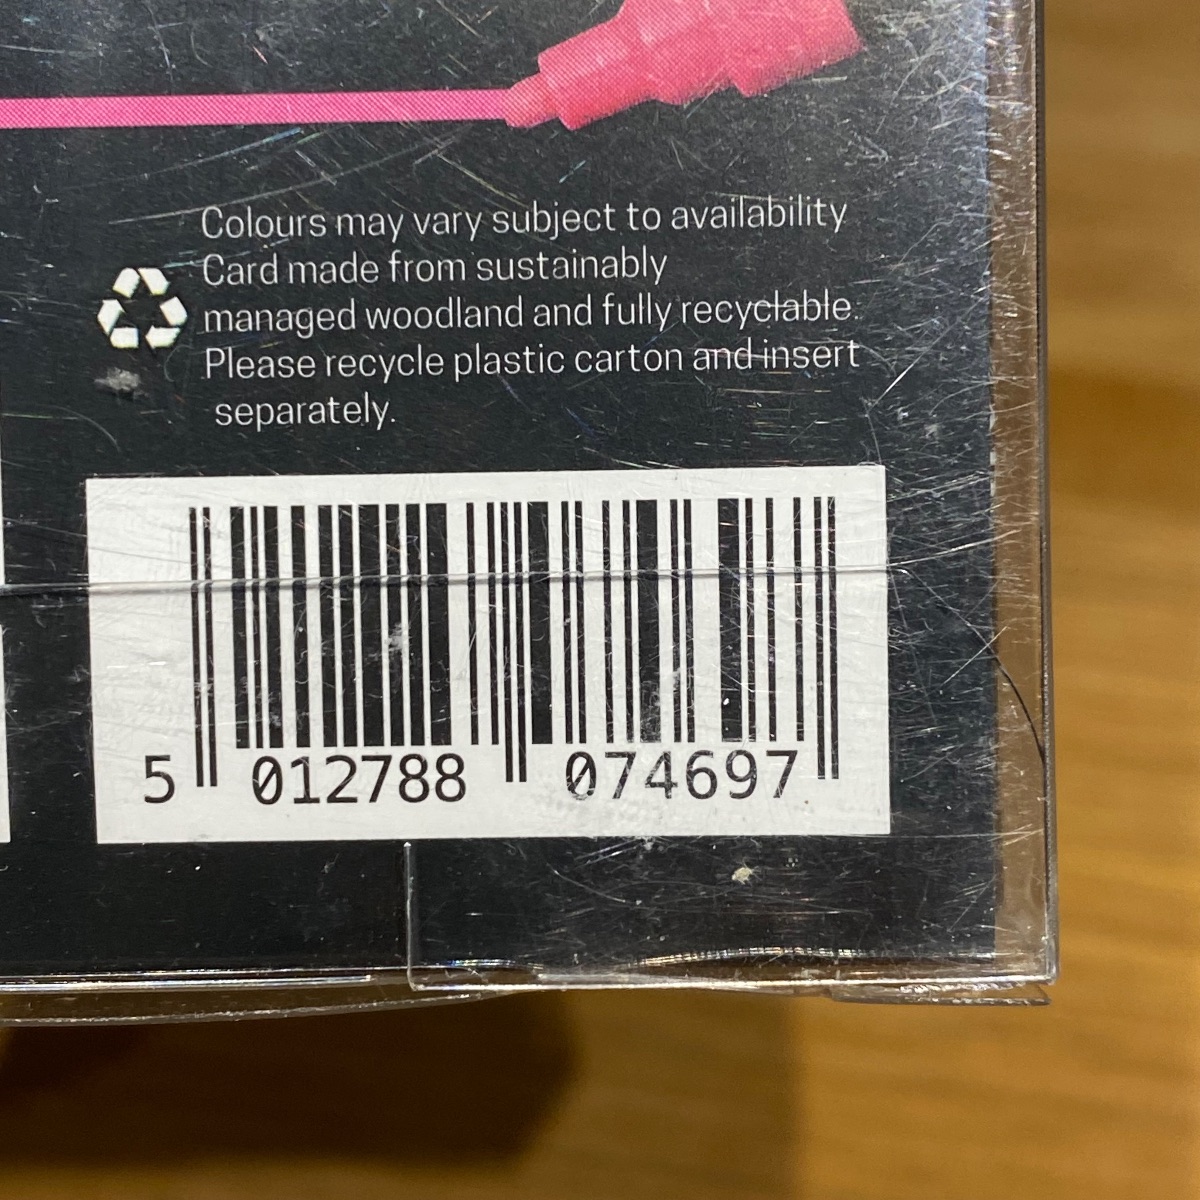 Colours may vary subject to availability
Card made from sustainably
managed woodland and fully recyclable.
Please recycle plastic carton and insert
separately.
5 012788 074697